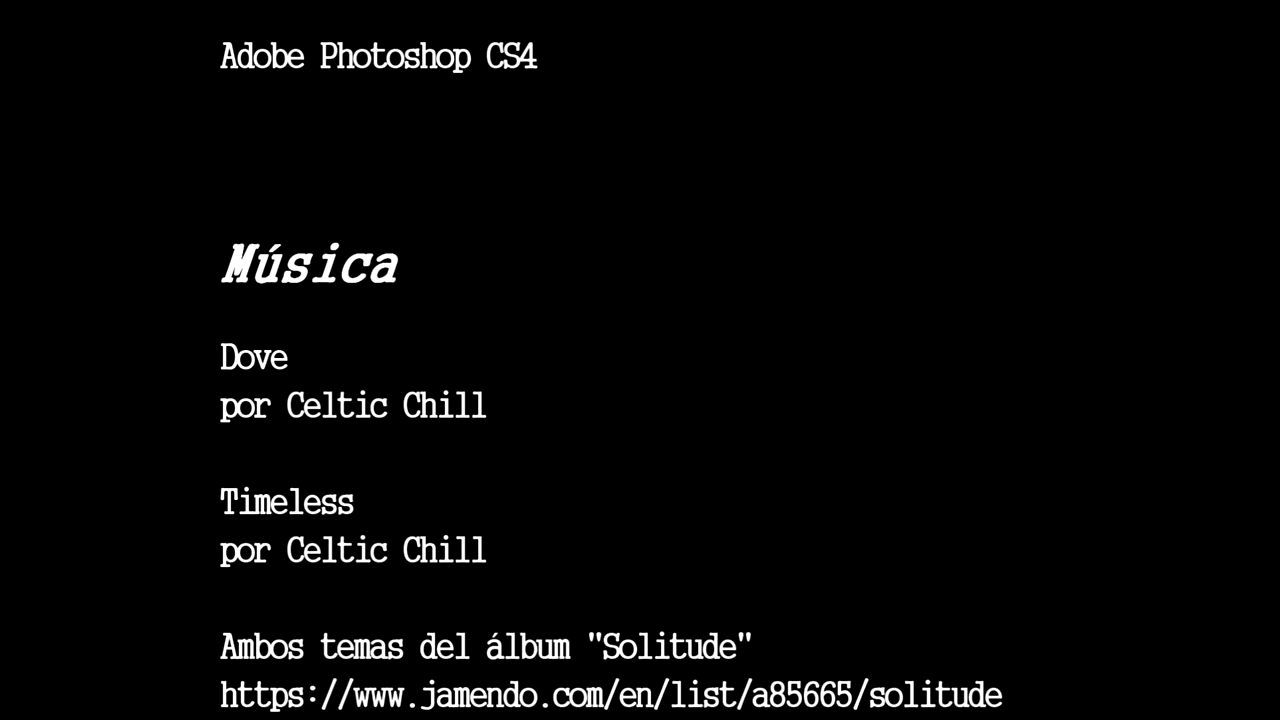 Adobe Photoshop CS4
Música
Dove
por Celtic Chill
Timeless
por Celtic Chill
Ambos temas del álbum "Solitude"
https://www.jamendo.com/en/list/a85665/solitude